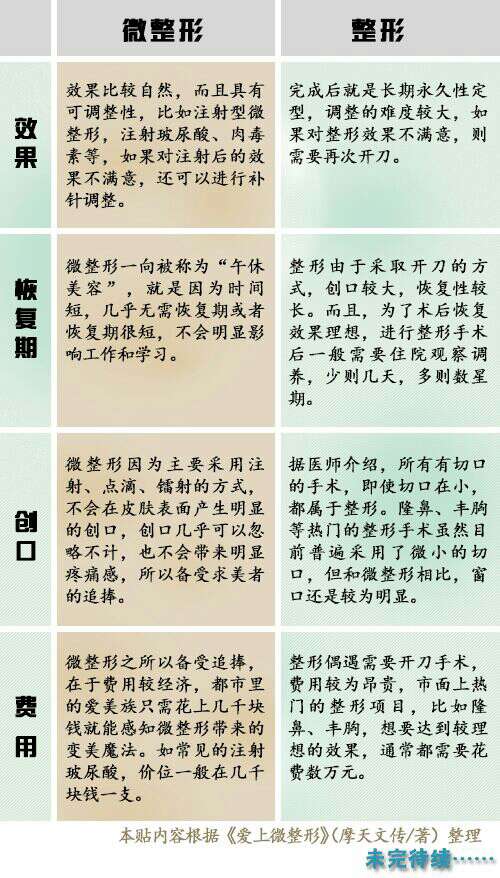 微整形
整形
效果
效果比较自然，而且具有
可调整性，比如注射型微
整形，注射玻尿酸、肉毒
素等，如果对注射后的效
果不满意，还可以进行补
针调整。
完成后就是长期永久性定
型，调整的难度较大，如
果对整形效果不满意，则
需要再次开刀。
恢复期
微整形一向被称为“午休
美容”，就是因为时间
短，几乎无需恢复期或者
恢复期很短，不会明显影
响工作和学习。
整形由于采取开刀的方
式，创口较大，恢复性较
长。而且，为了术后恢复
效果理想，进行整形手术
后一般需要住院观察调
养，少则几天，多则数星
期。
创口
微整形因为主要采用注
射、点滴、镭射的方式，
不会在皮肤表面产生明显
的创口，创口几乎可以忽
略不计，也不会带来明显
疼痛感，所以备受求美者
的追捧。
据医师介绍，所有有切口
的手术，即使切口在小，
都属于整形。隆鼻、丰胸
等热门的整形手术虽然目
前普遍采用了微小的切
口，但和微整形相比，窗
口还是较为明显。
费用
微整形之所以备受追捧，
在于费用较经济，都市里
的爱美族只需花上几千块
钱就能感知微整形带来的
变美魔法。如常见的注射
玻尿酸，价位一般在几千
块钱一支。
整形偶遇需要开刀手术，
费用较为昂贵，市面上热
门的整形项目，比如隆
鼻、丰胸，想要达到较理
想的效果，通常都需要花
费数万元。
本贴内容根据《爱上微整形》(摩天文传/著)整理
未完待续……